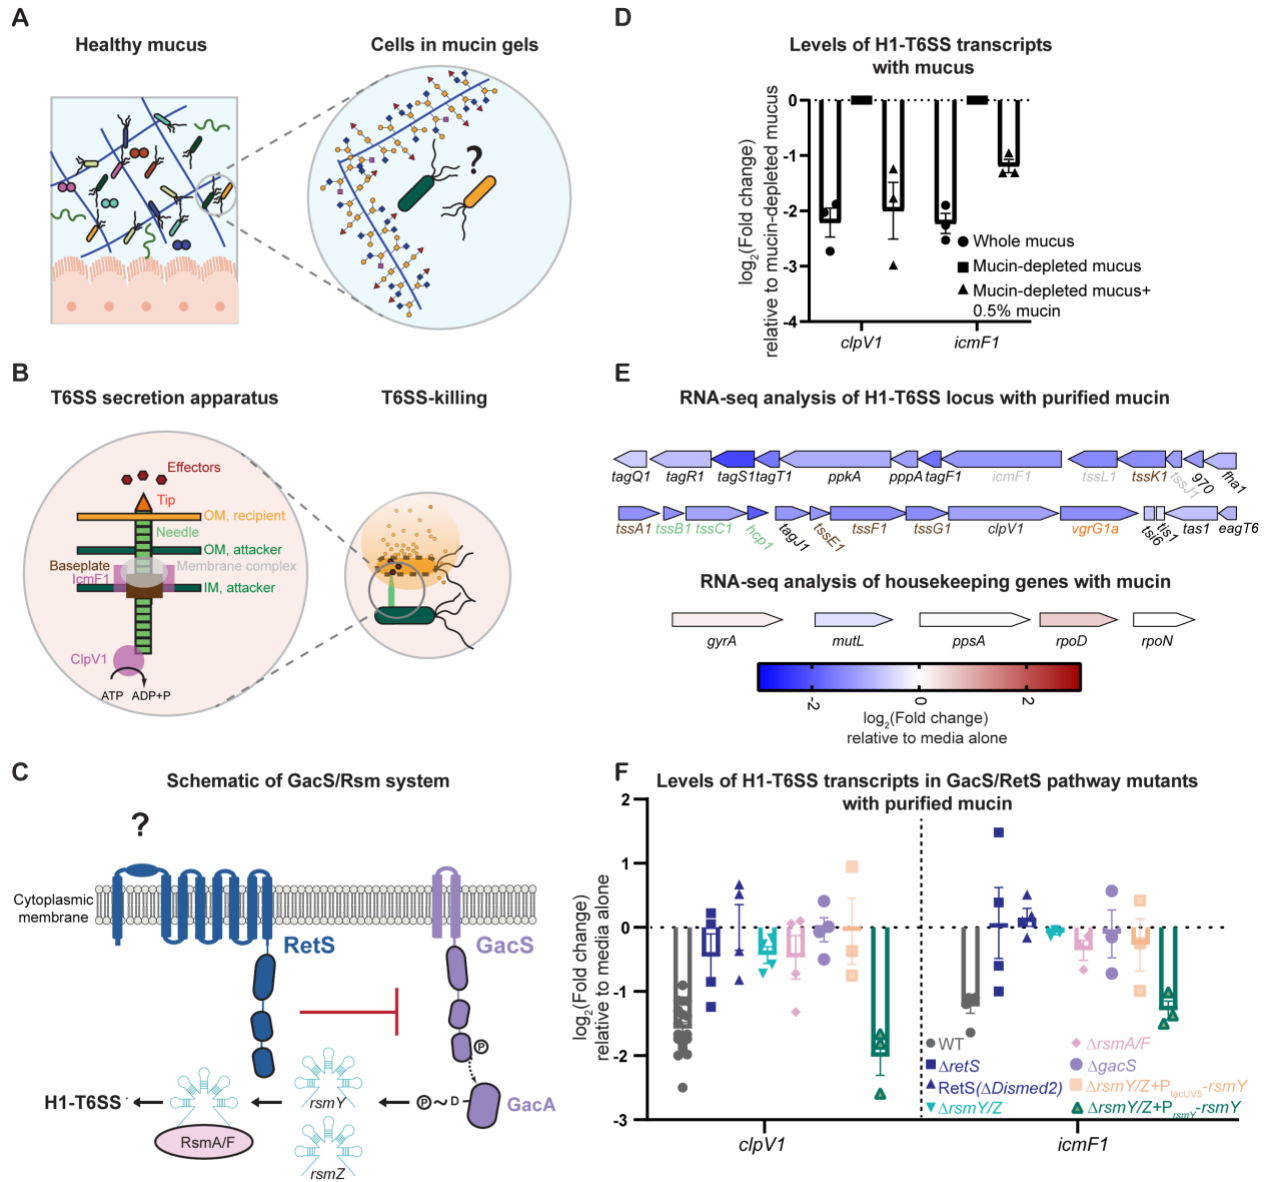 A
Healthy mucus
Cells in mucin gels
?
B
T6SS secretion apparatus
T6SS-killing
Effectors
Tip
OM, recipient
Needle
OM, attacker
Baseplate
Membrane complex
IcmF1
IM, attacker
ClpV1
ATP
ADP+P
C
Schematic of GacS/Rsm system
?
Cytoplasmic
membrane
RetS
GacS
P
H1-T6SS
RsmA/F
rsmY
rsmZ
P ~ D
GacA
D
Levels of H1-T6SS transcripts
with mucus
log2(Fold change)
relative to mucin-depleted mucus
0
-1
-2
-3
-4
Whole mucus
Mucin-depleted mucus
Mucin-depleted mucus+
0.5% mucin
clpV1
icmF1
E
RNA-seq analysis of H1-T6SS locus with purified mucin
tagQ1 tagR1 tagS1 tagT1 ppkA pppA tagF1 icmF1 tssL1 tssK1 tssJ1 970 fha1
tssA1 tssB1 tssC1 hcp1 tagJ1 tssE1 tssF1 tssG1 clpV1 vgrG1a tsi6 tis1 tas1 eagT6
RNA-seq analysis of housekeeping genes with mucin
gyrA mutL ppsA rpoD rpoN
-2 0 2
log2(Fold change)
relative to media alone
F
Levels of H1-T6SS transcripts in GacS/RetS pathway mutants
with purified mucin
log2(Fold change)
relative to media alone
2
1
0
-1
-2
-3
WT
ΔretS
RetS(ΔDismed2)
ΔrsmY/Z
ΔrsmA/F
ΔgacS
ΔrsmY/Z+PlacUV5-rsmY
ΔrsmY/Z+PrsmY-rsmY
clpV1
icmF1